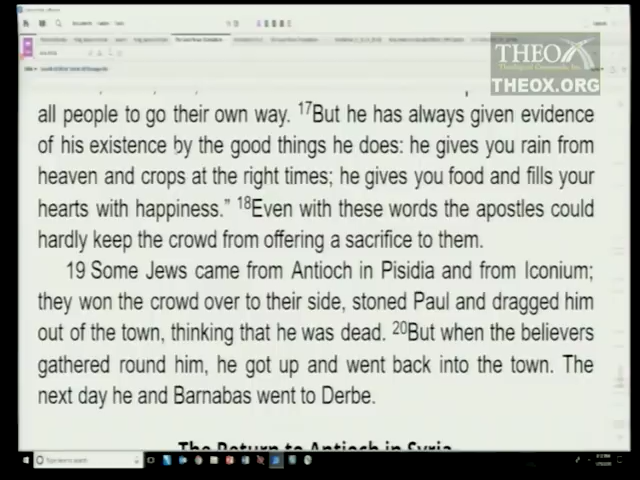 THEOX
THEOX.ORG
all people to go their own way. 17But he has always given evidence
of his existence by the good things he does: he gives you rain from
heaven and crops at the right times; he gives you food and fills your
hearts with happiness.” 18Even with these words the apostles could
hardly keep the crowd from offering a sacrifice to them.
19 Some Jews came from Antioch in Pisidia and from Iconium;
they won the crowd over to their side, stoned Paul and dragged him
out of the town, thinking that he was dead. 20But when the believers
gathered round him, he got up and went back into the town. The
next day he and Barnabas went to Derbe.
The Return to Antioch in Syria